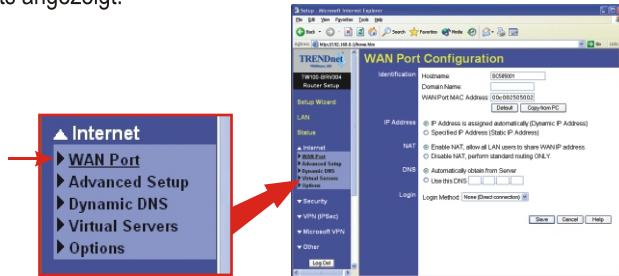 ts angezeigt.
Internet
WAN Port
Advanced Setup
Dynamic DNS
Virtual Servers
Options
Setup - Microsoft Internet Explorer
File Edit View Favorites Tools Help
Back Search Favorites Media
TRENDnet
TW100-BRV304
Router Setup
Setup Wizard
LAN
Status
Internet
WAN Port
Advanced Setup
Dynamic DNS
Virtual Servers
Options
Security
VPN (IPSec)
Microsoft VPN
Other
Log Out
WAN Port Configuration
Identification
Hostname:
Domain Name:
WAN Port MAC Address: 00c002505002
Default Copy from PC
IP Address
IP Address is assigned automatically (Dynamic IP Address)
Specified IP Address (Static IP Address)
NAT
Enable NAT, allow all LAN users to share WAN IP address
Disable NAT, perform standard routing ONLY.
DNS
Automatically obtain from Server
Use this DNS
Login
Login Method: None (Direct connection)
Save Cancel Help